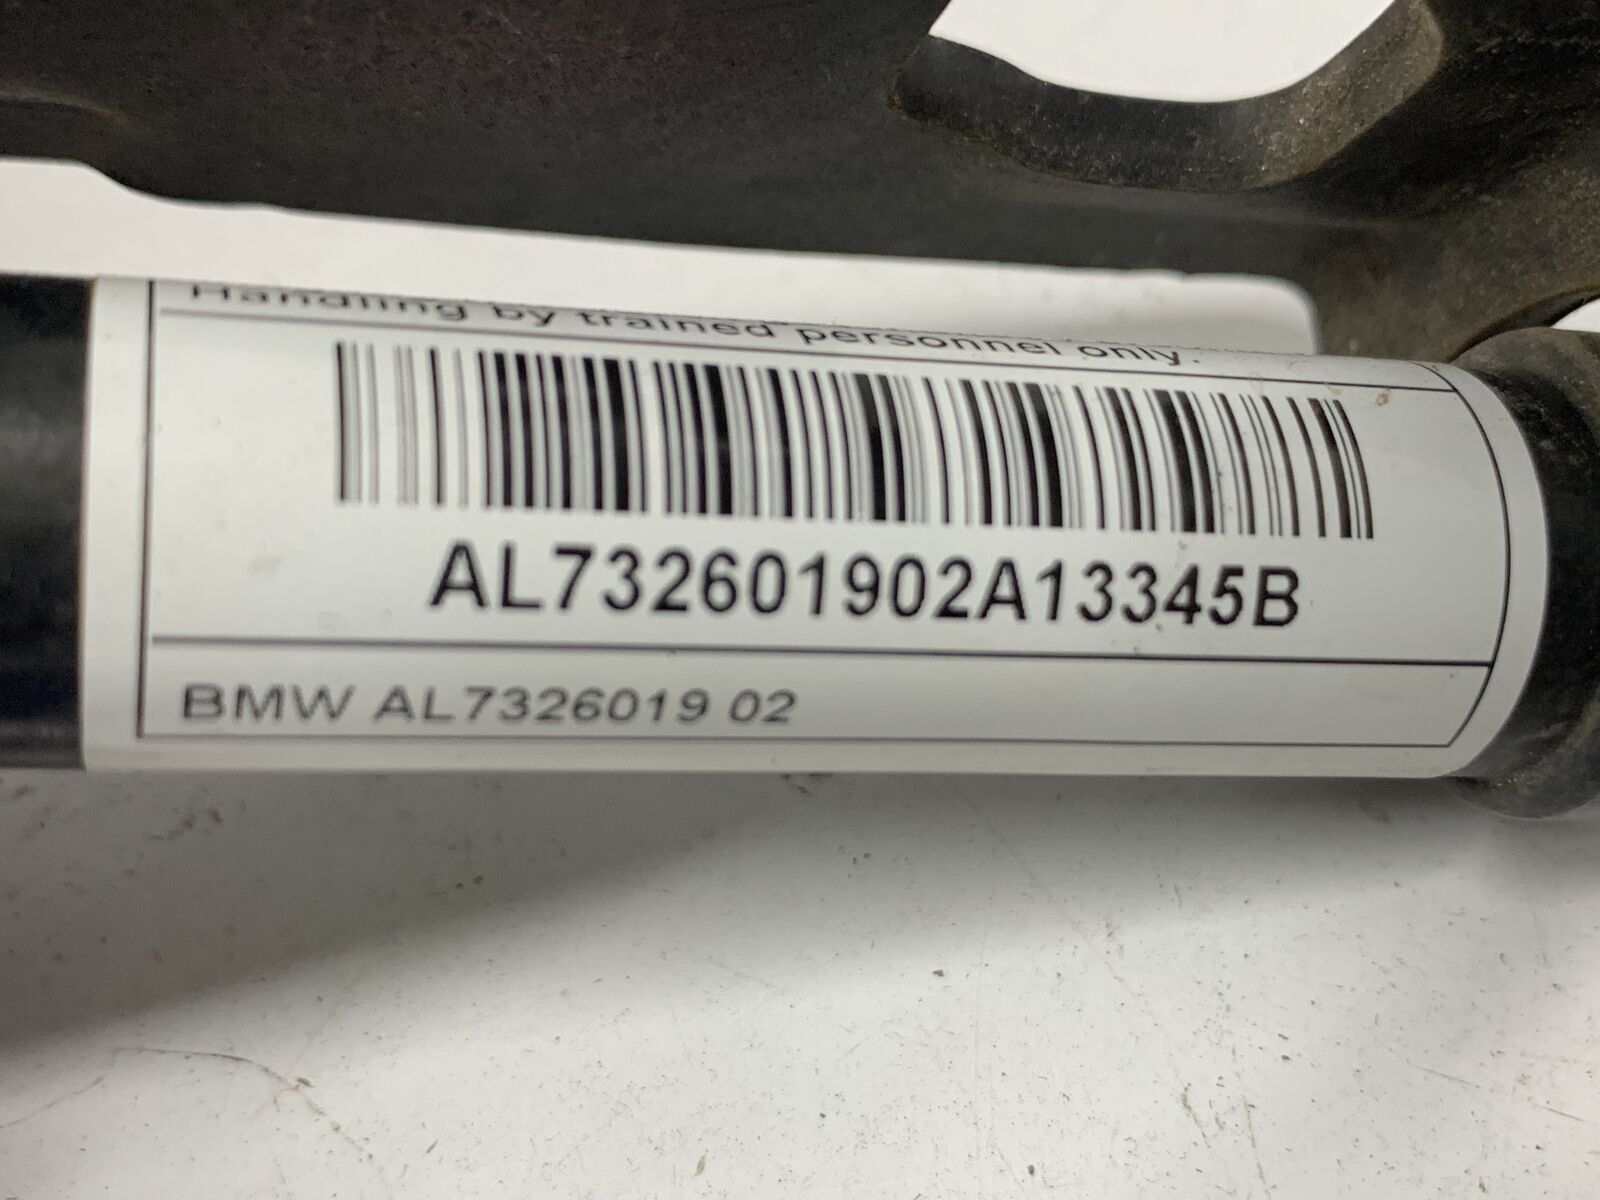 Handling by trained personnel only.
AL732601902A13345B
BMW AL7326019 02